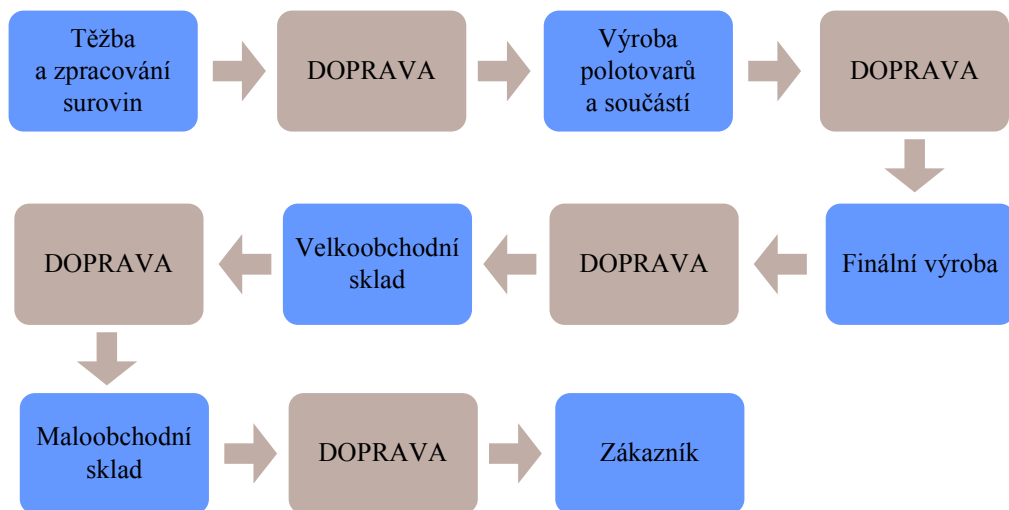 Těžba
a zpracování
surovin
DOPRAVA
Výroba
polotovarů
a součástí
DOPRAVA
Finální výroba
DOPRAVA
Velkoobchodní
sklad
DOPRAVA
Maloobchodní
sklad
DOPRAVA
Zákazník